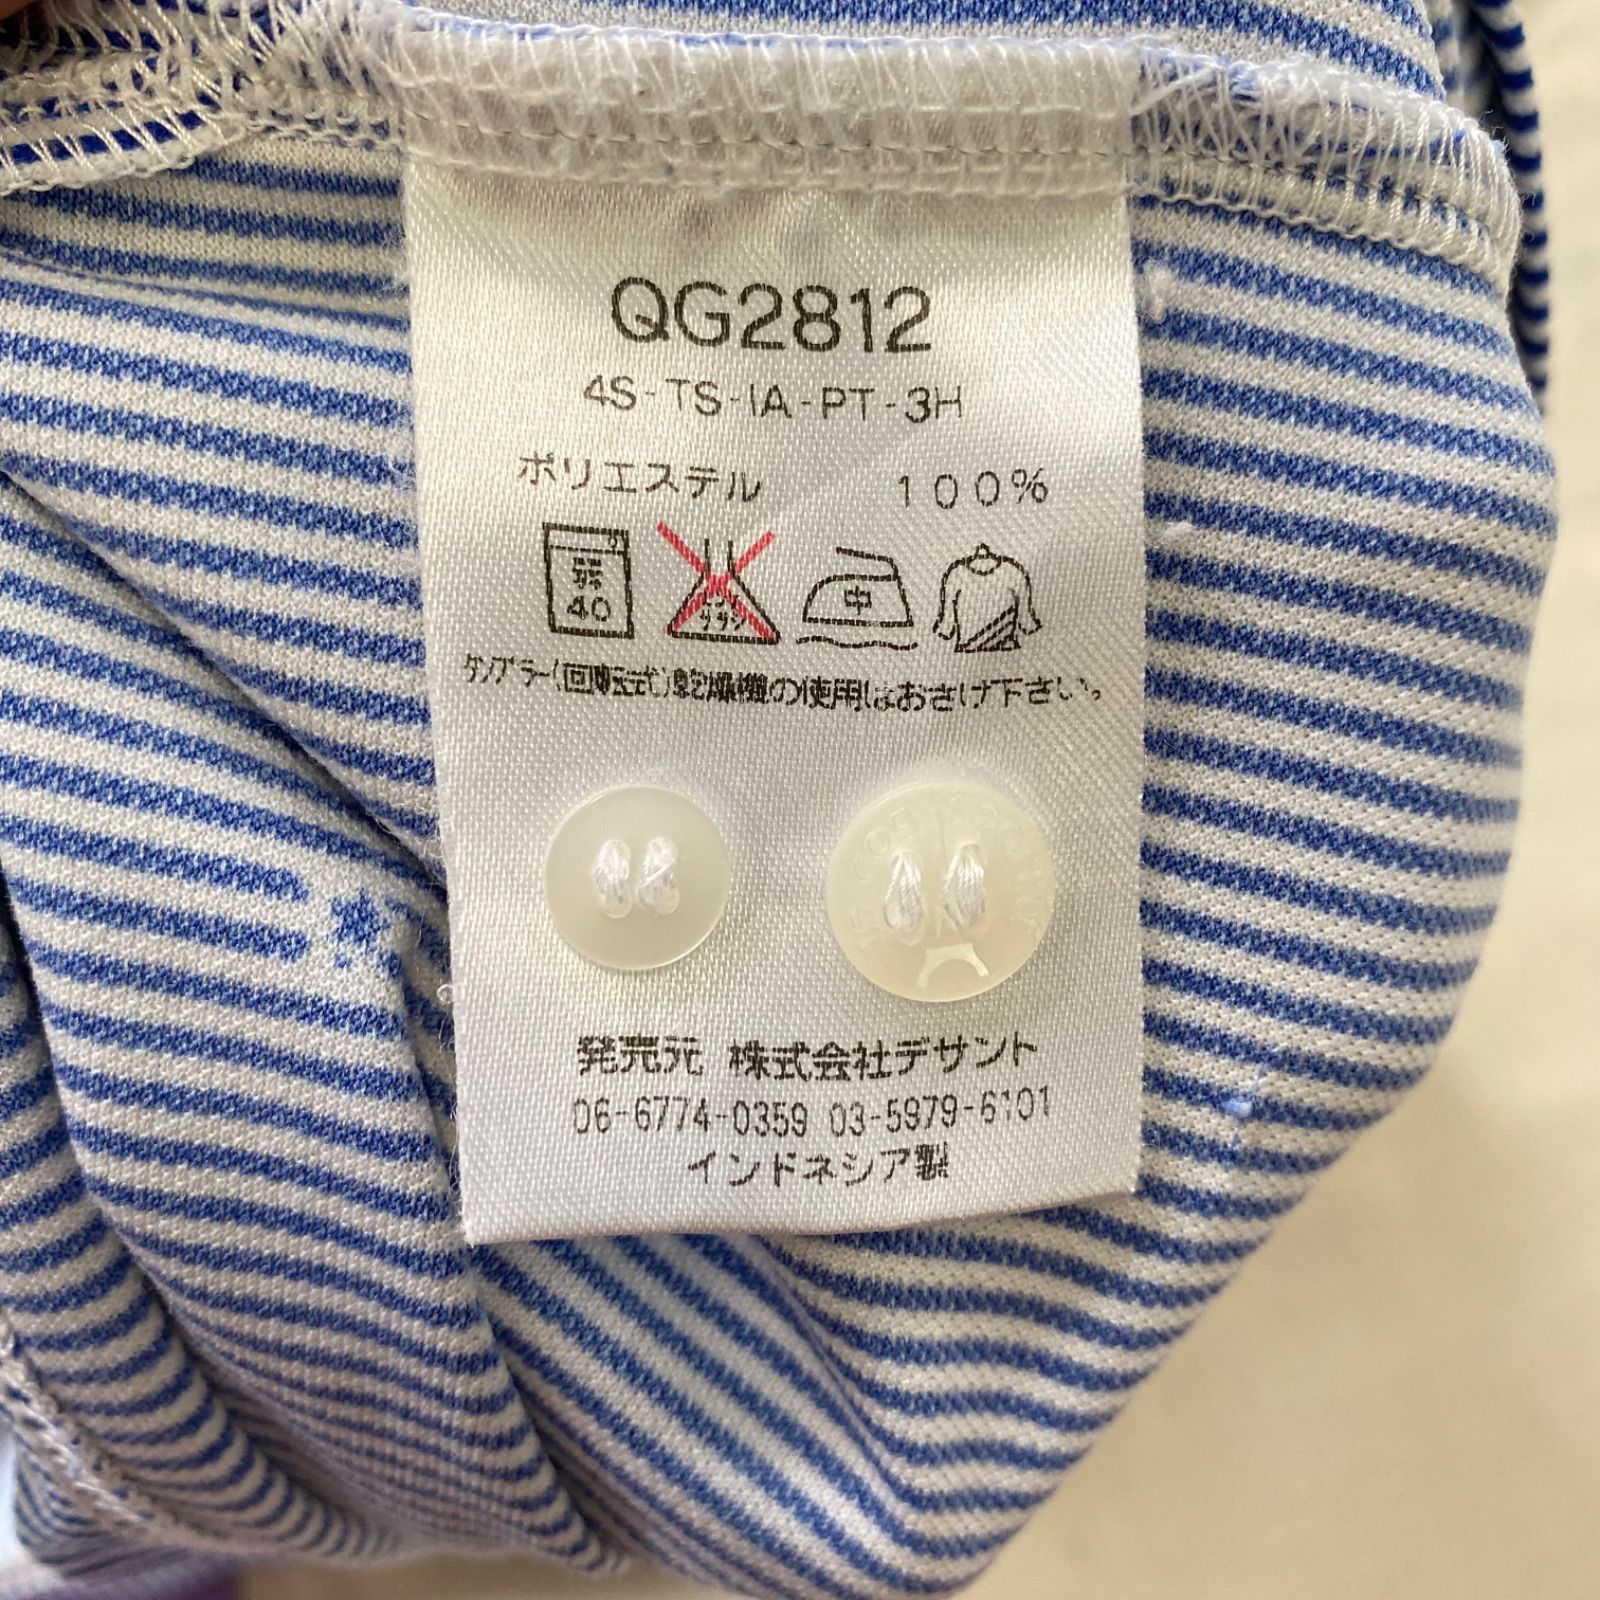 QG2812
4S-TS-IA-PT-3H
ポリエステル 100%
40
中
タンブラー(回転式)乾燥機の使用はおさけ下さい。
発売元 株式会社デサント
06-6774-0359 03-5979-6101
インドネシア製